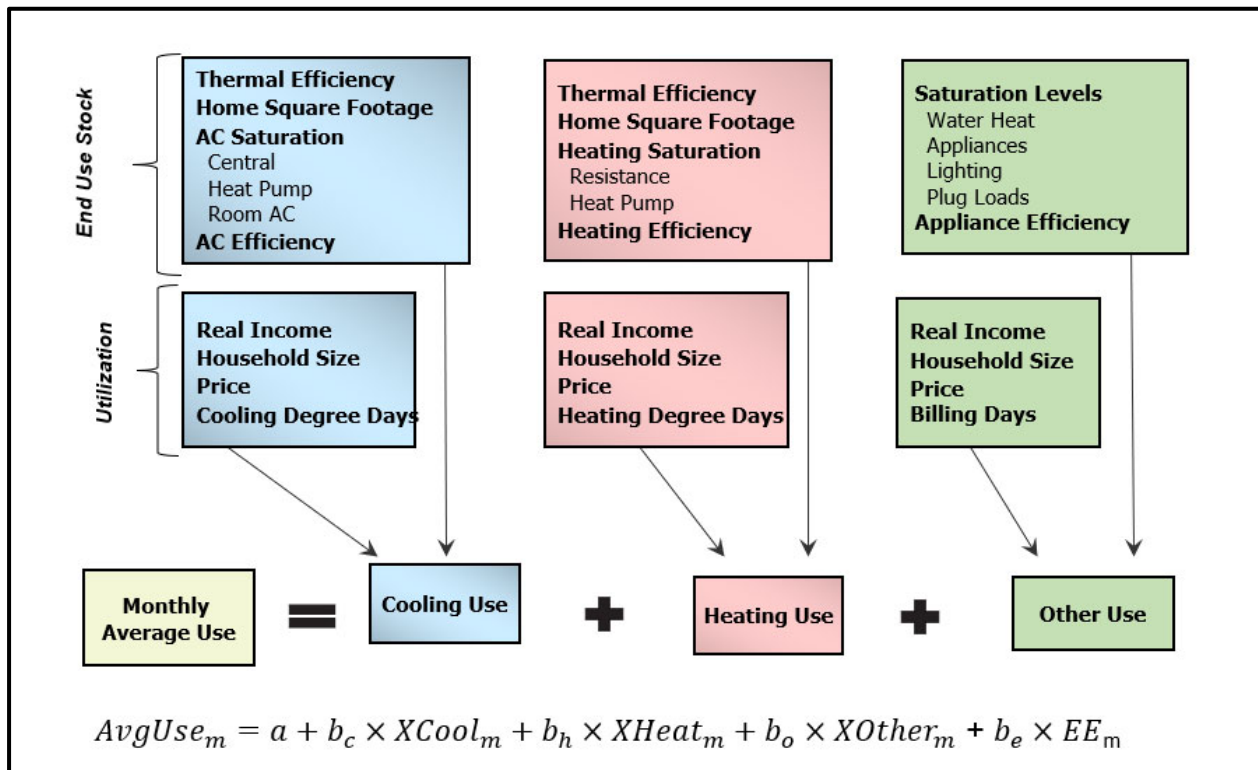 End Use Stock
Thermal Efficiency
Home Square Footage
AC Saturation
Central
Heat Pump
Room AC
AC Efficiency
Thermal Efficiency
Home Square Footage
Heating Saturation
Resistance
Heat Pump
Heating Efficiency
Saturation Levels
Water Heat
Appliances
Lighting
Plug Loads
Appliance Efficiency
Utilization
Real Income
Household Size
Price
Cooling Degree Days
Real Income
Household Size
Price
Heating Degree Days
Real Income
Household Size
Price
Billing Days
Monthly
Average Use
=
Cooling Use
+
Heating Use
+
Other Use
AvgUse_m = a + b_c × XCool_m + b_h × XHeat_m + b_o × XOther_m + b_e × EE_m